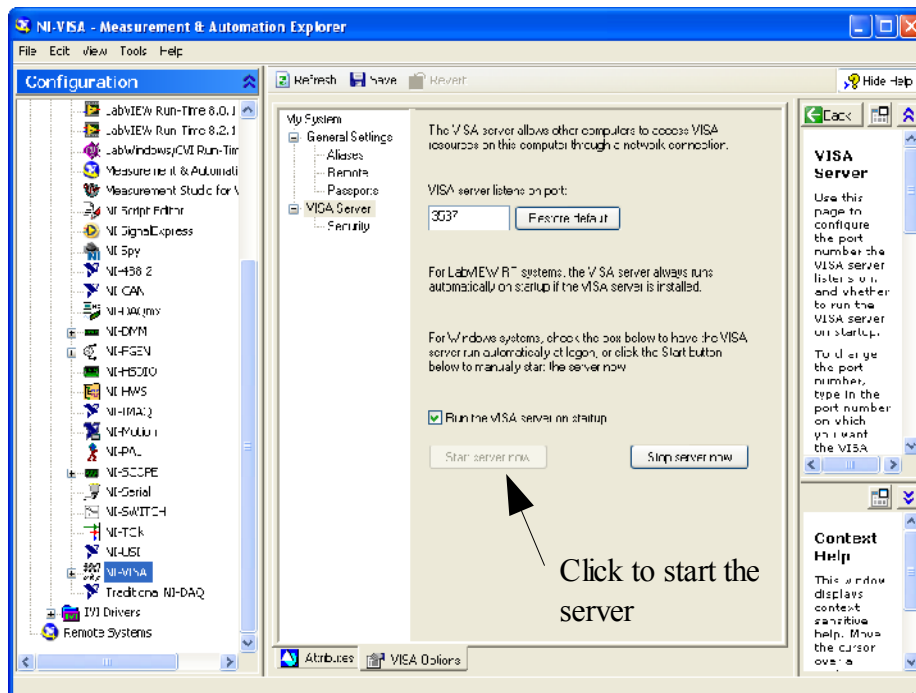 NI-VISA - Measurement & Automation Explorer
File Edit View Tools Help
Configuration
LabVIEW Run-Time 8.0.1
LabVIEW Run-Time 8.2.1
LabWindows/CVI Run-Tim
Measurement & Automati
Measurement Studio for V
NI Script Editor
NI SignalExpress
NI Spy
NI-488.2
NI-CAN
NI-DAQmx
NI-DMM
NI-FGEN
NI-HSDIO
NI-HWS
NI-IMAQ
NI-Motion
NI-PAL
NI-SCOPE
NI-Serial
NI-SWITCH
NI-TClk
NI-USI
NI-VISA
Traditional NI-DAQ
IVI Drivers
Remote Systems
Refresh Save Revert
Hide Help
My System
General Settings
Aliases
Remote
Passports
VISA Server
Security
The VISA server allows other computers to access VISA
resources on this computer through a network connection.
VISA server listens on port:
3537 Restore default
For LabVIEW RT systems, the VISA server always runs
automatically on startup if the VISA server is installed.
For Windows systems, check the box below to have the VISA
server run automatically at logon, or click the Start button
below to manually start the server now
Run the VISA server on startup
Start server now Stop server now
Click to start the
server
Attributes VISA Options
Back
VISA
Server
Use this
page to
configure
the port
number the
VISA server
listens on,
and whether
to run the
VISA server
on startup.
To change
the port
number,
type in the
port number
on which
you want
the VISA
Context
Help
This window
displays
context
sensitive
help. Move
the cursor
over a